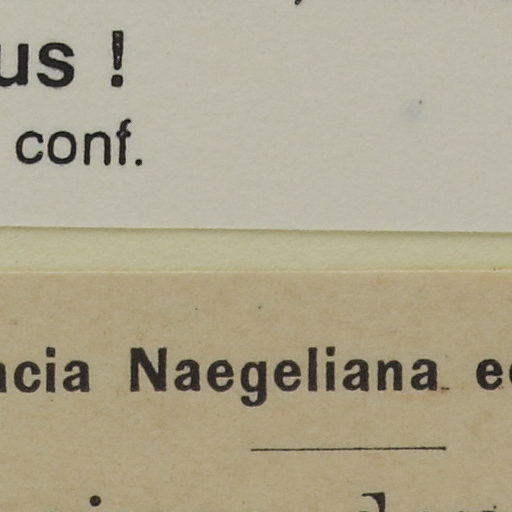 us !
conf.
acia Naegeliana